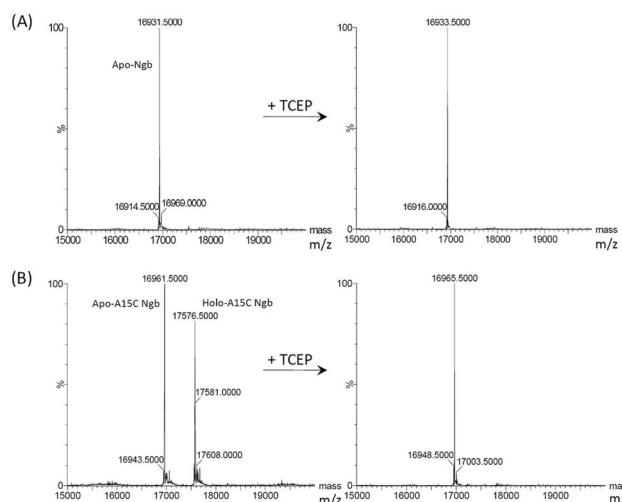 (A)
16931.5000
Apo-Ngb
100
%
16914.5000
16969.0000
0
15000 16000 17000 18000 19000
mass
m/z
+ TCEP
16933.5000
100
%
16916.0000
0
15000 16000 17000 18000 19000
mass
m/z
(B)
16961.5000
100
Apo-A15C Ngb
Holo-A15C Ngb
17576.5000
%
17581.0000
16943.5000
17608.0000
0
15000 16000 17000 18000 19000
mass
m/z
+ TCEP
16965.5000
100
%
16948.5000
17003.5000
0
15000 16000 17000 18000 19000
mas
m/